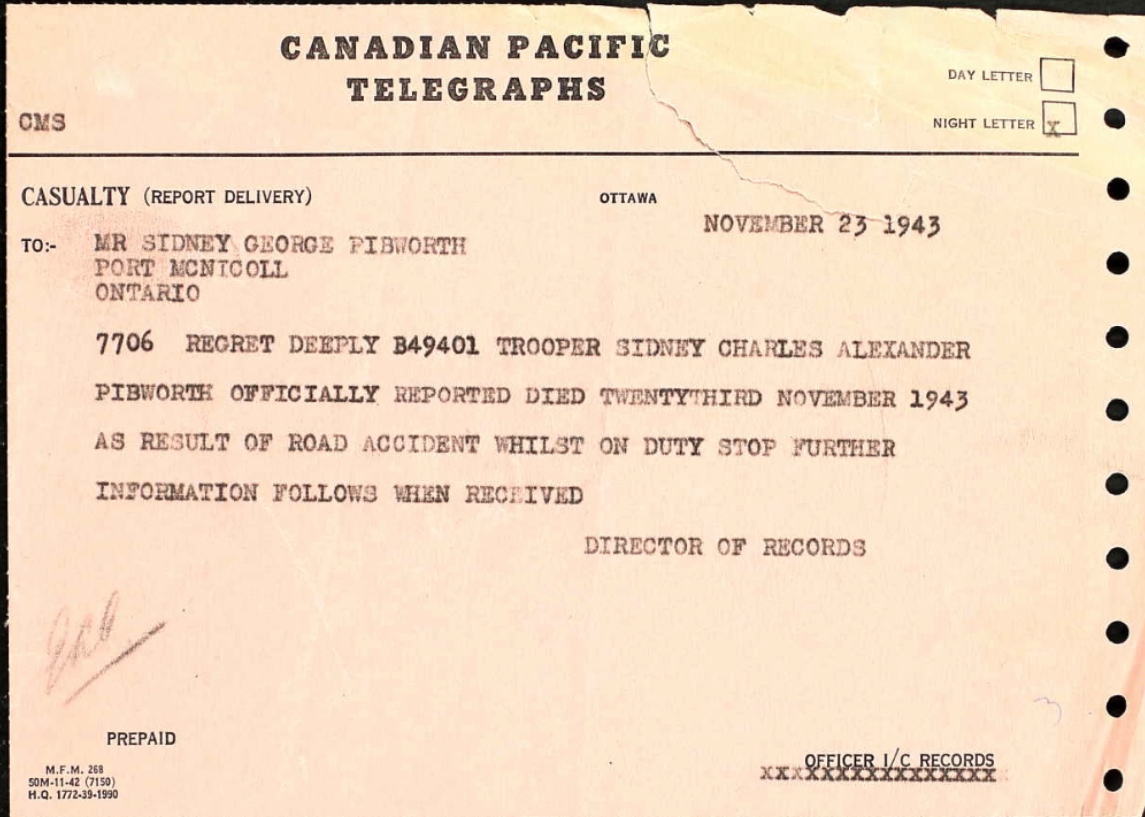 CANADIAN PACIFIC
TELEGRAPHS
DAY LETTER
NIGHT LETTER X
CMS
CASUALTY (REPORT DELIVERY)
OTTAWA
NOVEMBER 23 1943
TO:- MR SIDNEY GEORGE PIBWORTH
PORT MCNICOLL
ONTARIO
7706 REGRET DEEPLY B49401 TROOPER SIDNEY CHARLES ALEXANDER
PIBWORTH OFFICIALLY REPORTED DIED TWENTYTHIRD NOVEMBER 1943
AS RESULT OF ROAD ACCIDENT WHILST ON DUTY STOP FURTHER
INFORMATION FOLLOWS WHEN RECEIVED
DIRECTOR OF RECORDS
PREPAID
M.F.M. 268
50M-11-42 (7150)
H.Q. 1772-39-1990
OFFICER I/C RECORDS
xxxxxxxxxxxxxxxxx